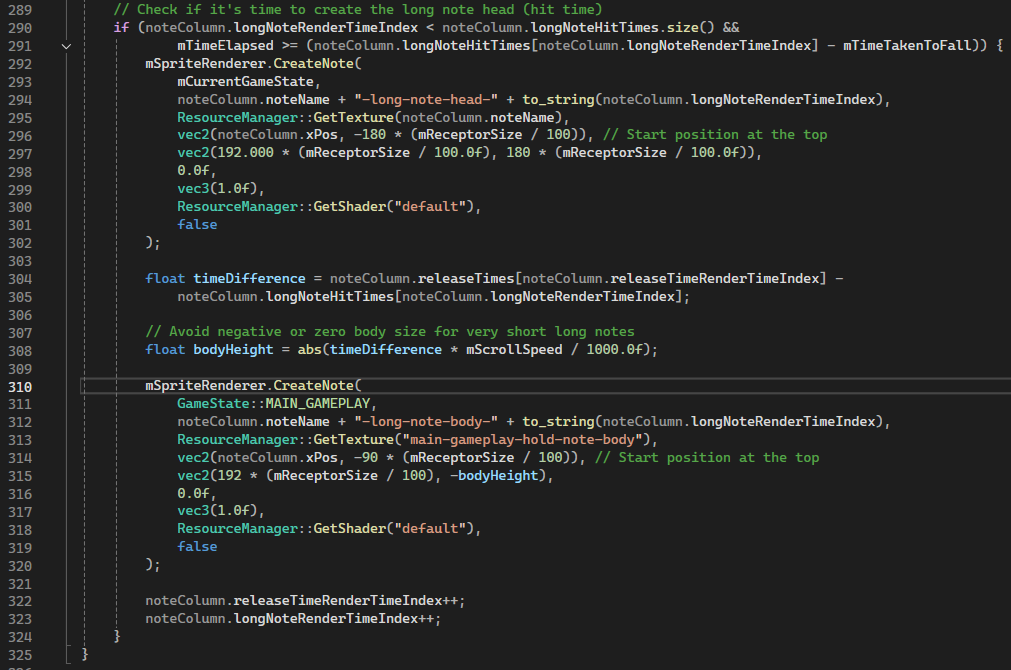 289 // Check if it's time to create the long note head (hit time)
290 if (noteColumn.longNoteRenderTimeIndex < noteColumn.longNoteHitTimes.size() &&
291 mTimeElapsed >= (noteColumn.longNoteHitTimes[noteColumn.longNoteRenderTimeIndex] - mTimeTakenToFall)) {
292 mSpriteRenderer.CreateNote(
293 mCurrentGameState,
294 noteColumn.noteName + "-long-note-head-" + to_string(noteColumn.longNoteRenderTimeIndex),
295 ResourceManager::GetTexture(noteColumn.noteName),
296 vec2(noteColumn.xPos, -180 * (mReceptorSize / 100)), // Start position at the top
297 vec2(192.000 * (mReceptorSize / 100.0f), 180 * (mReceptorSize / 100.0f)),
298 0.0f,
299 vec3(1.0f),
300 ResourceManager::GetShader("default"),
301 false
302 );
303
304 float timeDifference = noteColumn.releaseTimes[noteColumn.releaseTimeRenderTimeIndex] -
305 noteColumn.longNoteHitTimes[noteColumn.longNoteRenderTimeIndex];
306
307 // Avoid negative or zero body size for very short long notes
308 float bodyHeight = abs(timeDifference * mScrollSpeed / 1000.0f);
309
310 mSpriteRenderer.CreateNote(
311 GameState::MAIN_GAMEPLAY,
312 noteColumn.noteName + "-long-note-body-" + to_string(noteColumn.longNoteRenderTimeIndex),
313 ResourceManager::GetTexture("main-gameplay-hold-note-body"),
314 vec2(noteColumn.xPos, -90 * (mReceptorSize / 100)), // Start position at the top
315 vec2(192 * (mReceptorSize / 100), -bodyHeight),
316 0.0f,
317 vec3(1.0f),
318 ResourceManager::GetShader("default"),
319 false
320 );
321
322 noteColumn.releaseTimeRenderTimeIndex++;
323 noteColumn.longNoteRenderTimeIndex++;
324 }
325 }